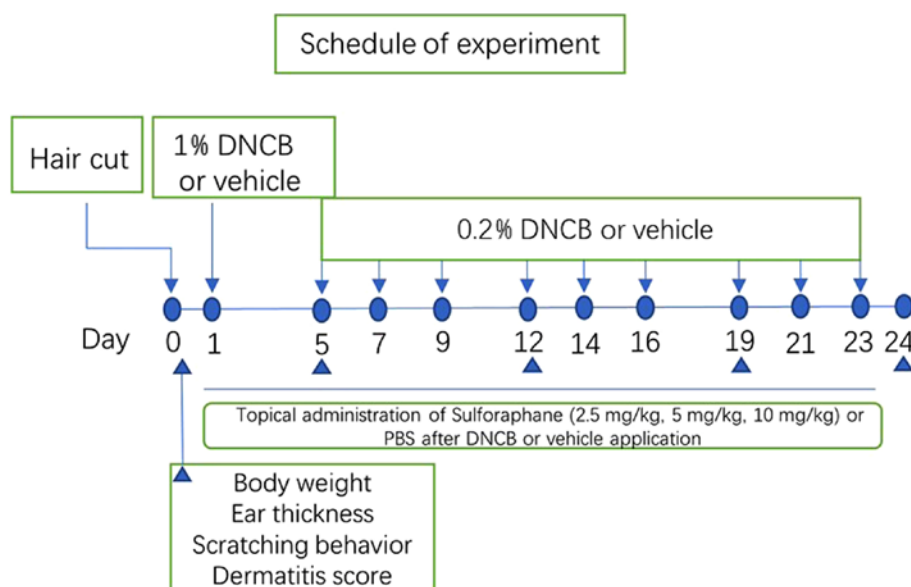 Schedule of experiment
Hair cut
1% DNCB
or vehicle
0.2% DNCB or vehicle
Day 0 1 5 7 9 12 14 16 19 21 23 24
Topical administration of Sulforaphane (2.5 mg/kg, 5 mg/kg, 10 mg/kg) or
PBS after DNCB or vehicle application
Body weight
Ear thickness
Scratching behavior
Dermatitis score